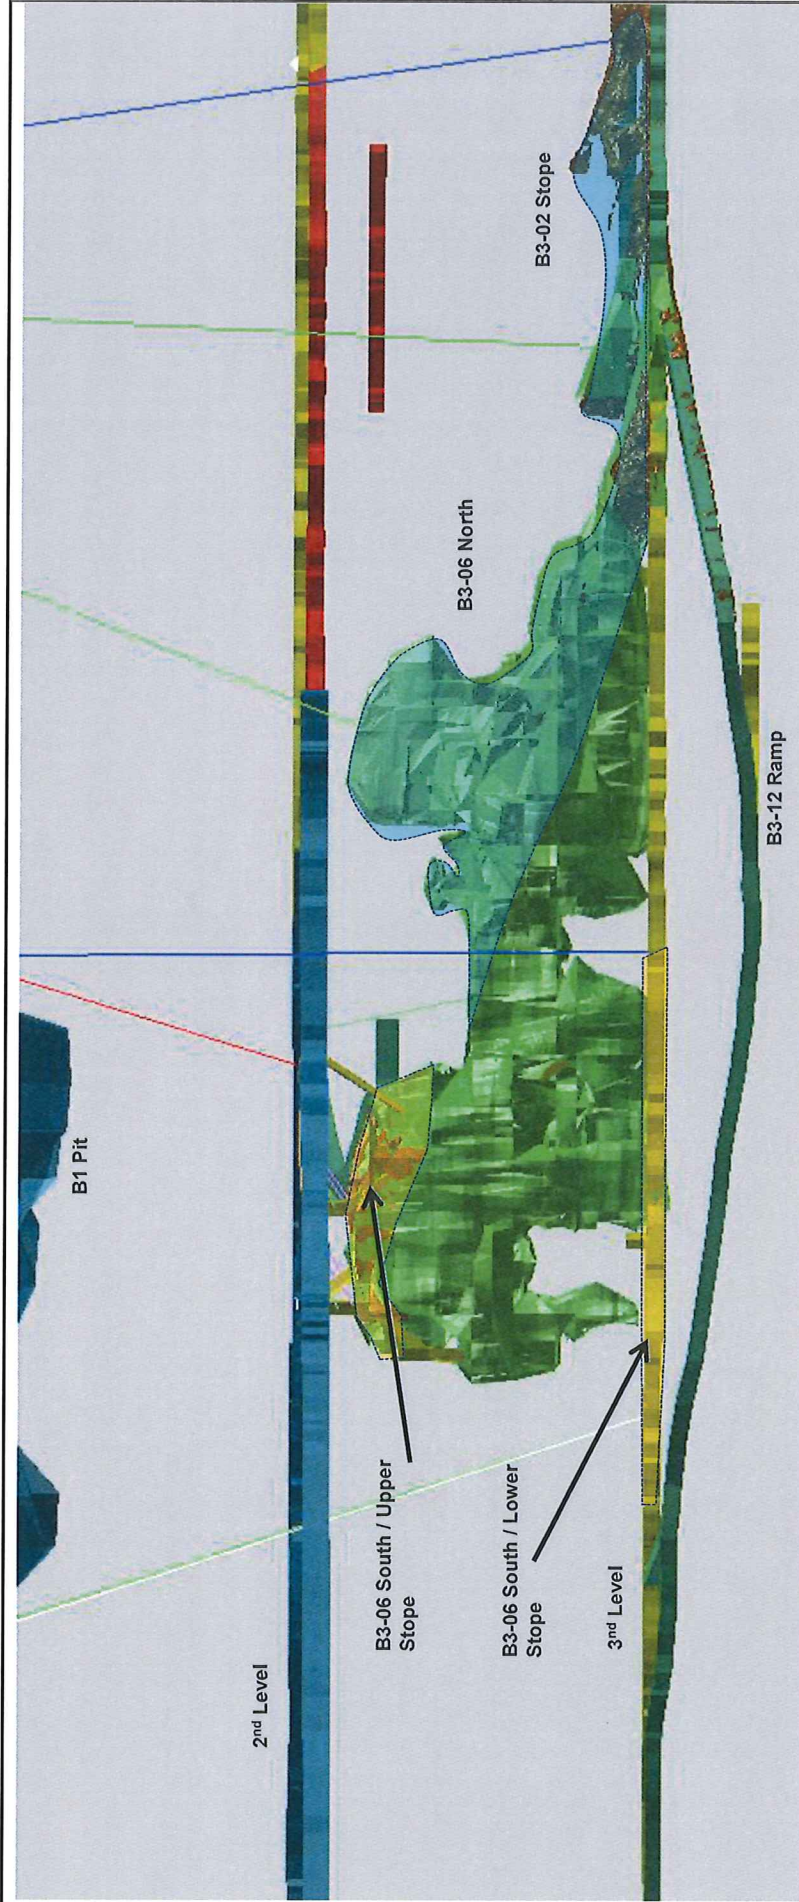 B1 Pit
2nd Level
B3-06 South / Upper
Stope
B3-06 North
B3-02 Stope
B3-06 South / Lower
Stope
3nd Level
B3-12 Ramp